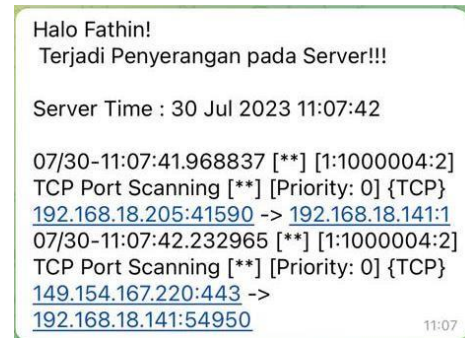 Halo Fathin!
Terjadi Penyerangan pada Server!!!
Server Time : 30 Jul 2023 11:07:42
07/30-11:07:41.968837 [**] [1:1000004:2]
TCP Port Scanning [**] [Priority: 0] {TCP}
192.168.18.205:41590 -> 192.168.18.141:1
07/30-11:07:42.232965 [**] [1:1000004:2]
TCP Port Scanning [**] [Priority: 0] {TCP}
149.154.167.220:443 ->
192.168.18.141:54950
11:07